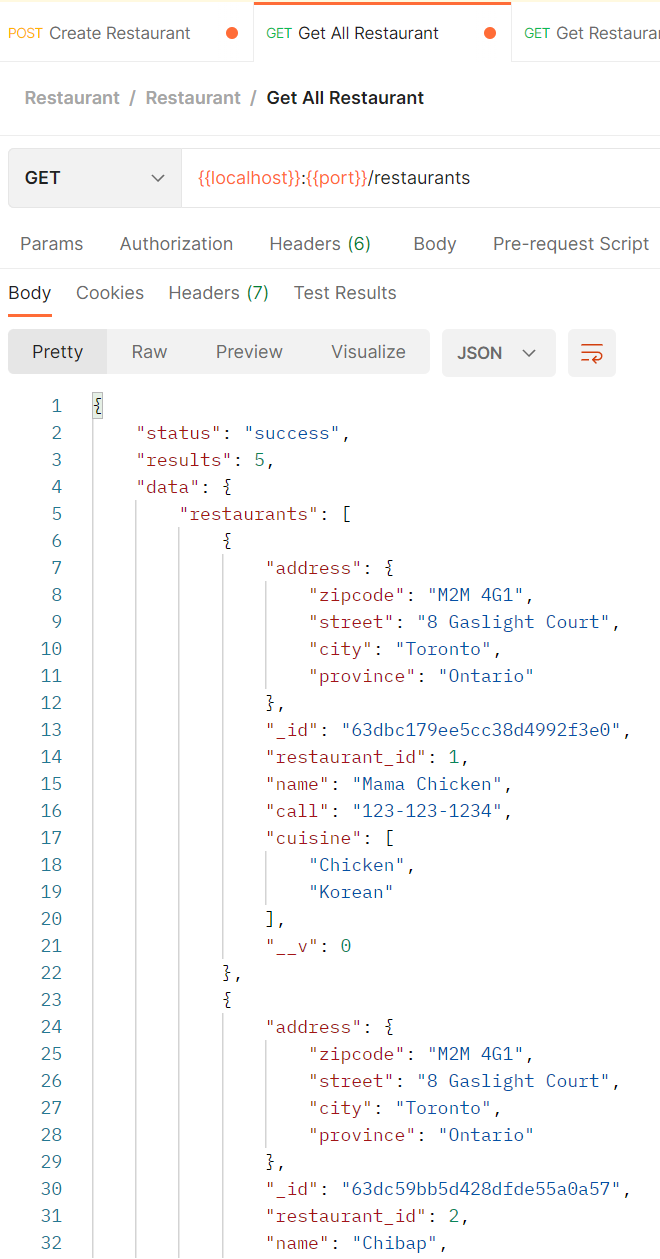 POST Create Restaurant GET Get All Restaurant GET Get Restauran
Restaurant / Restaurant / Get All Restaurant
GET {{localhost}}:{{port}}/restaurants
Params Authorization Headers (6) Body Pre-request Script
Body Cookies Headers (7) Test Results
Pretty Raw Preview Visualize JSON
1 {
2 "status": "success",
3 "results": 5,
4 "data": {
5 "restaurants": [
6 {
7 "address": {
8 "zipcode": "M2M 4G1",
9 "street": "8 Gaslight Court",
10 "city": "Toronto",
11 "province": "Ontario"
12 },
13 "_id": "63dbc179ee5cc38d4992f3e0",
14 "restaurant_id": 1,
15 "name": "Mama Chicken",
16 "call": "123-123-1234",
17 "cuisine": [
18 "Chicken",
19 "Korean"
20 ],
21 "__v": 0
22 },
23 {
24 "address": {
25 "zipcode": "M2M 4G1",
26 "street": "8 Gaslight Court",
27 "city": "Toronto",
28 "province": "Ontario"
29 },
30 "_id": "63dc59bb5d428dfde55a0a57",
31 "restaurant_id": 2,
32 "name": "Chibap",